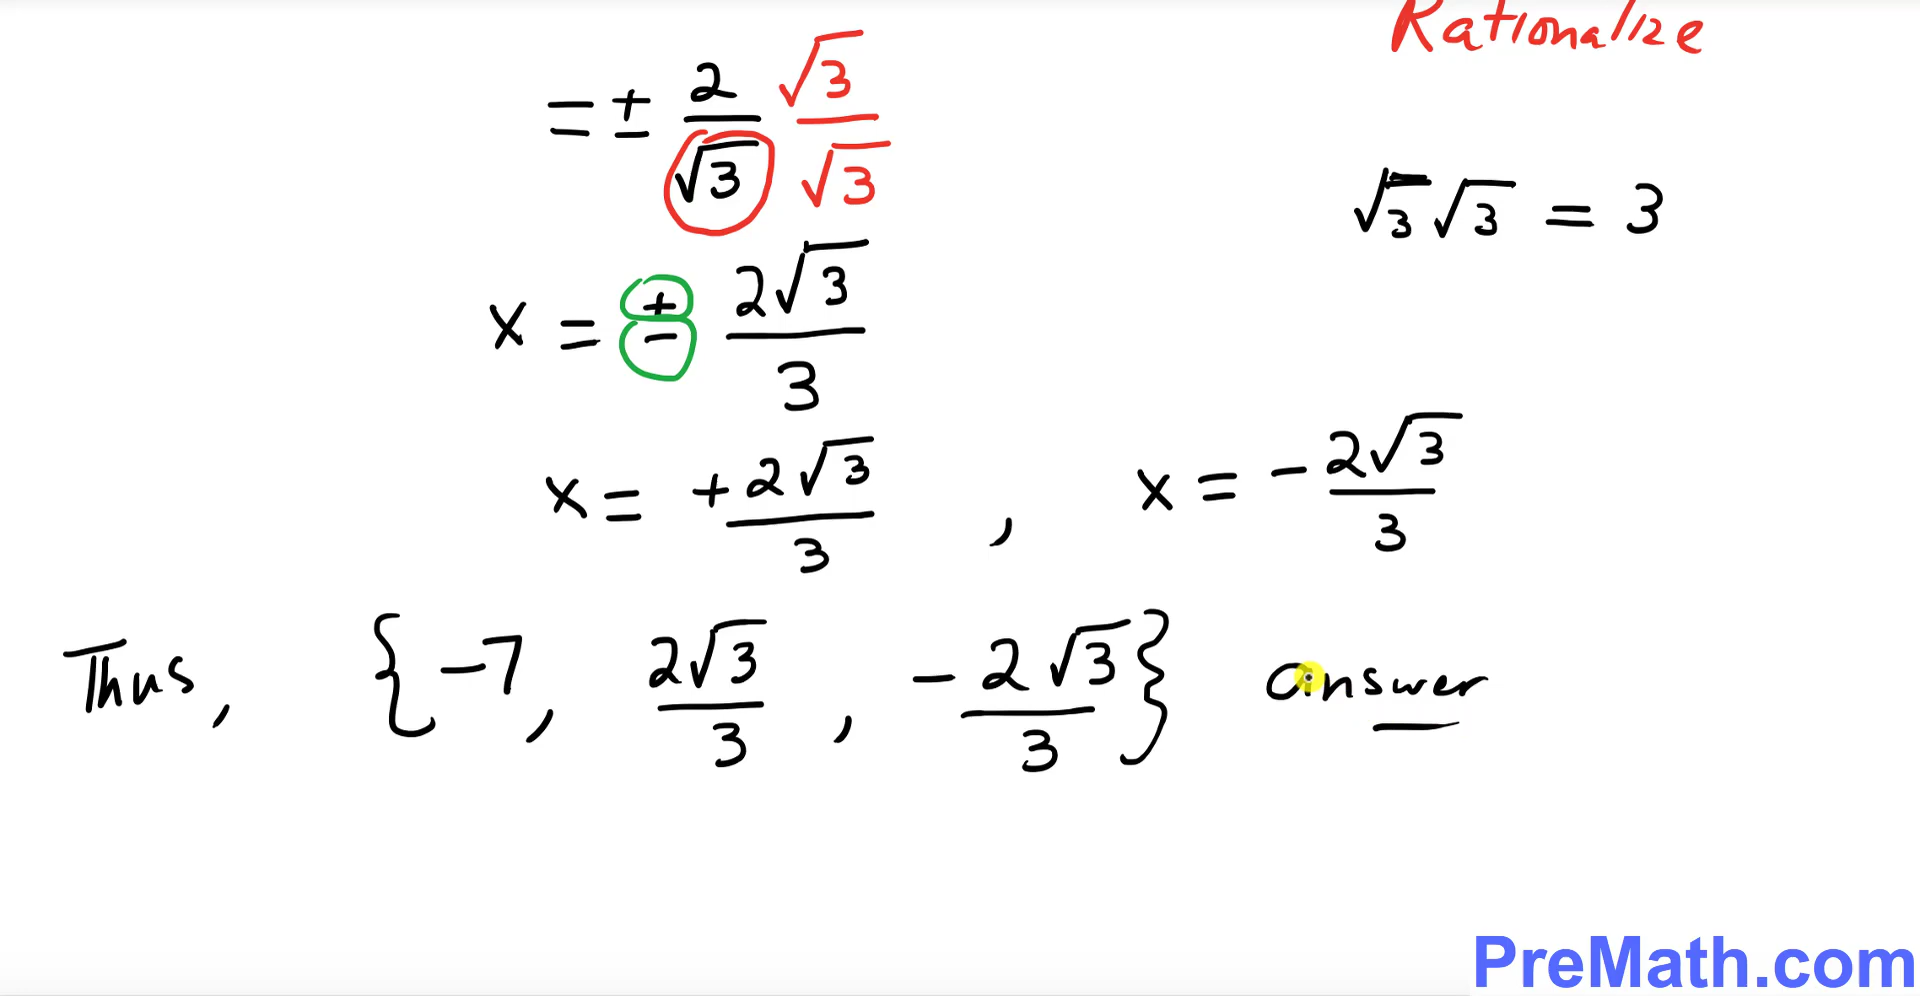 Rationalize
= ± 2/√3 √3/√3
√3 √3 = 3
x = ± 2√3/3
x = + 2√3/3 , x = - 2√3/3
Thus, {-7, 2√3/3, - 2√3/3} answer
PreMath.com